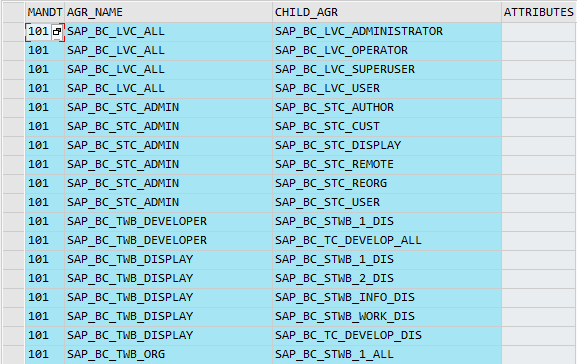 MANDT AGR_NAME CHILD_AGR ATTRIBUTES
101 SAP_BC_LVC_ALL SAP_BC_LVC_ADMINISTRATOR
101 SAP_BC_LVC_ALL SAP_BC_LVC_OPERATOR
101 SAP_BC_LVC_ALL SAP_BC_LVC_SUPERUSER
101 SAP_BC_LVC_ALL SAP_BC_LVC_USER
101 SAP_BC_STC_ADMIN SAP_BC_STC_AUTHOR
101 SAP_BC_STC_ADMIN SAP_BC_STC_CUST
101 SAP_BC_STC_ADMIN SAP_BC_STC_DISPLAY
101 SAP_BC_STC_ADMIN SAP_BC_STC_REMOTE
101 SAP_BC_STC_ADMIN SAP_BC_STC_REORG
101 SAP_BC_STC_ADMIN SAP_BC_STC_USER
101 SAP_BC_TWB_DEVELOPER SAP_BC_STWB_1_DIS
101 SAP_BC_TWB_DEVELOPER SAP_BC_TC_DEVELOP_ALL
101 SAP_BC_TWB_DISPLAY SAP_BC_STWB_1_DIS
101 SAP_BC_TWB_DISPLAY SAP_BC_STWB_2_DIS
101 SAP_BC_TWB_DISPLAY SAP_BC_STWB_INFO_DIS
101 SAP_BC_TWB_DISPLAY SAP_BC_STWB_WORK_DIS
101 SAP_BC_TWB_DISPLAY SAP_BC_TC_DEVELOP_DIS
101 SAP_BC_TWB_ORG SAP_BC_STWB_1_ALL